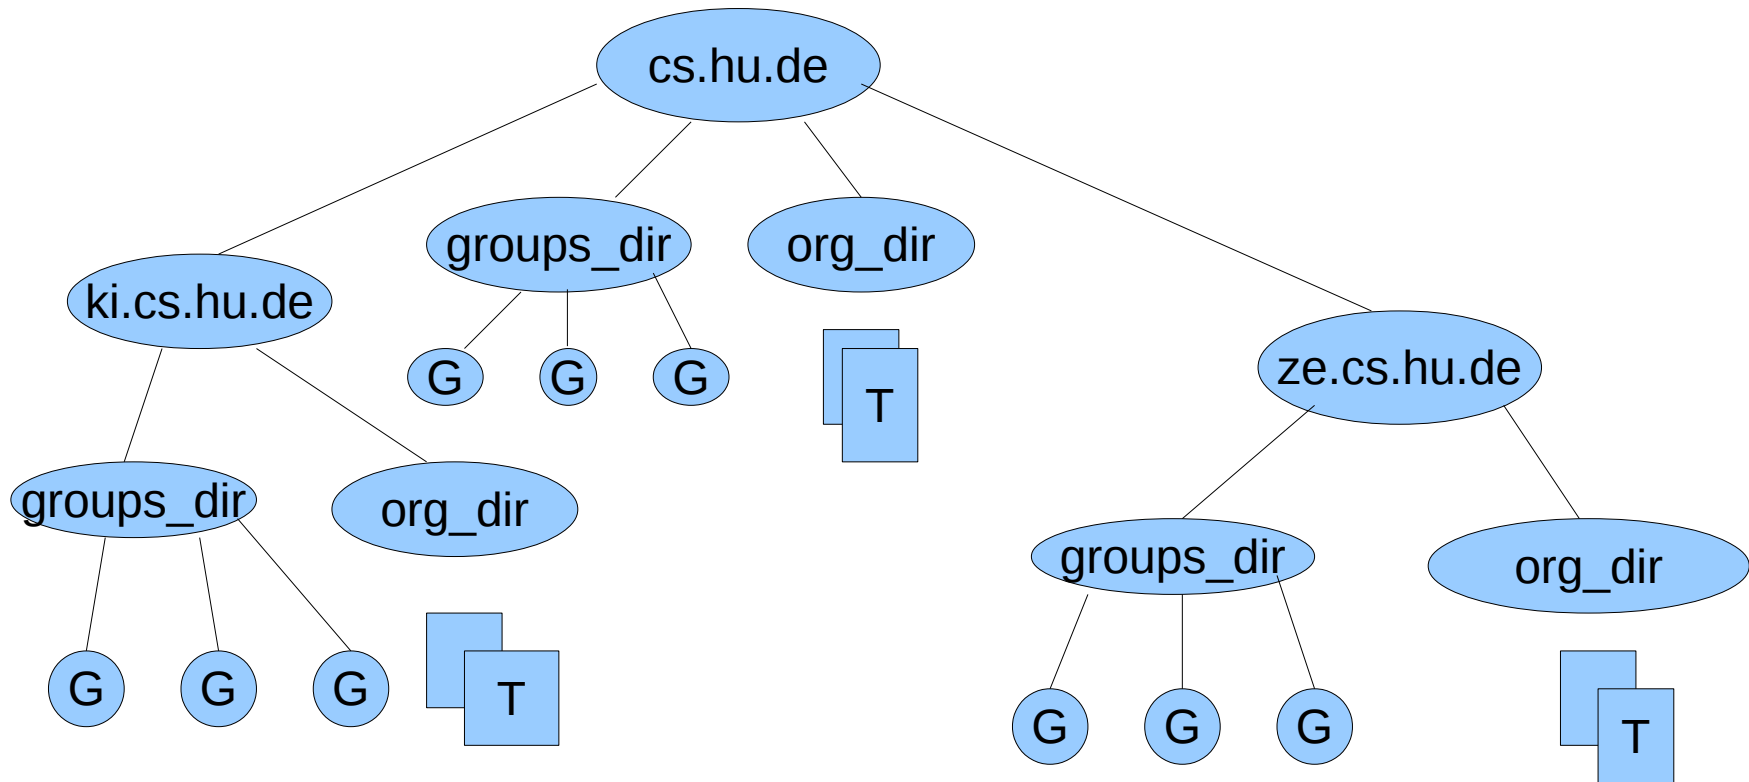 cs.hu.de
groups_dir
org_dir
ki.cs.hu.de
G
G
G
T
ze.cs.hu.de
groups_dir
org_dir
groups_dir
org_dir
G
G
G
T
G
G
G
T